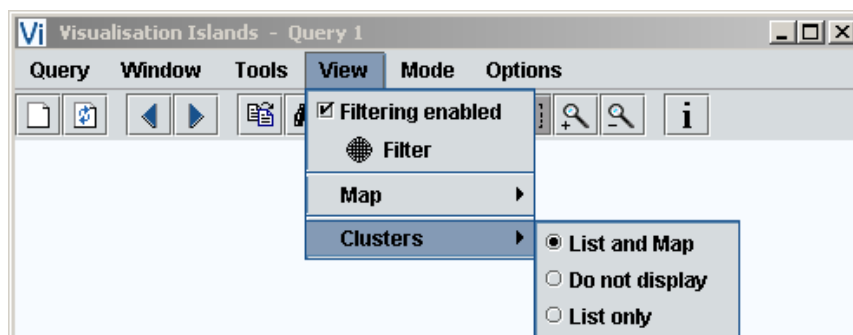 Vi Visualisation Islands - Query 1
Query Window Tools View Mode Options
Filtering enabled
i
Filter
Map
Clusters
List and Map
Do not display
List only